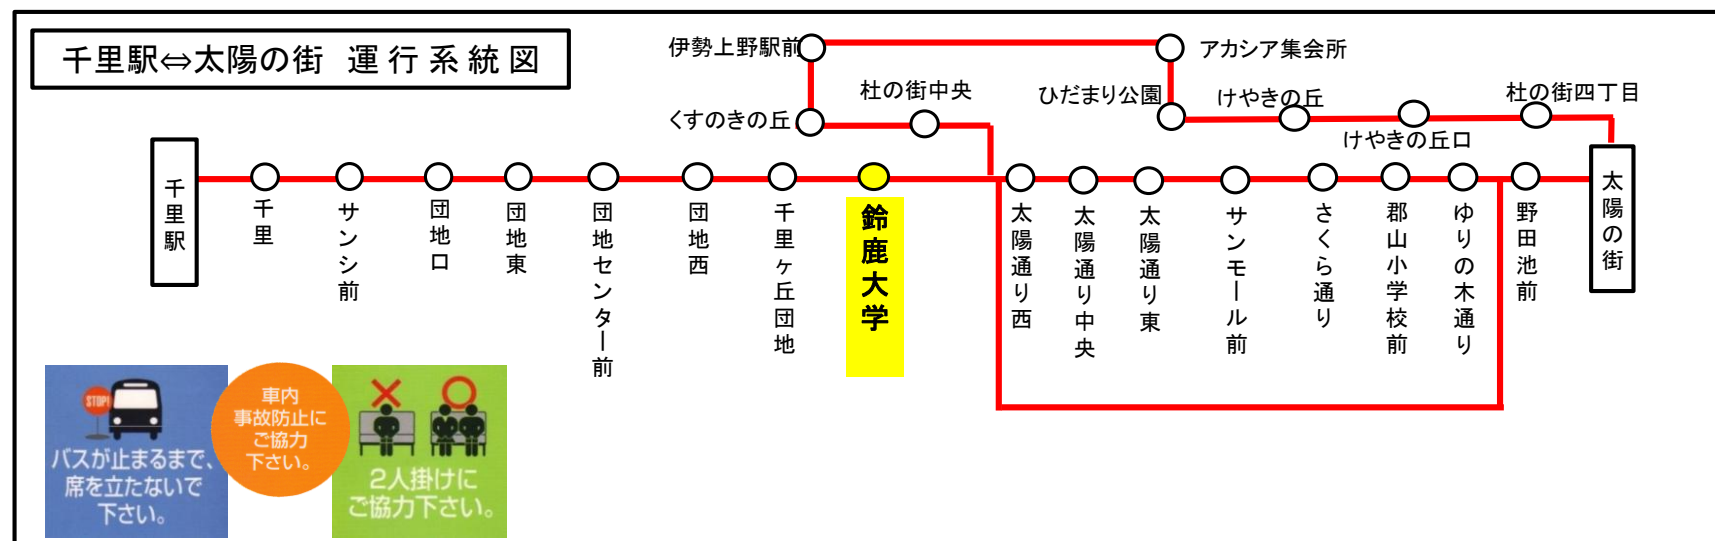 千里駅⇔太陽の街 運行系統図
伊勢上野駅前
アカシア集会所
杜の街中央
ひだまり公園
けやきの丘
杜の街四丁目
くすのきの丘
けやきの丘口
千里駅
千里
サンシ前
団地口
団地東
団地センター前
団地西
千里ヶ丘団地
鈴鹿大学
太陽通り西
太陽通り中央
太陽通り東
サンモール前
さくら通り
郡山小学校前
ゆりの木通り
野田池前
太陽の街
STOP!
バスが止まるまで、
席を立たないで
下さい。
車内
事故防止に
ご協力
下さい。
2人掛けに
ご協力下さい。